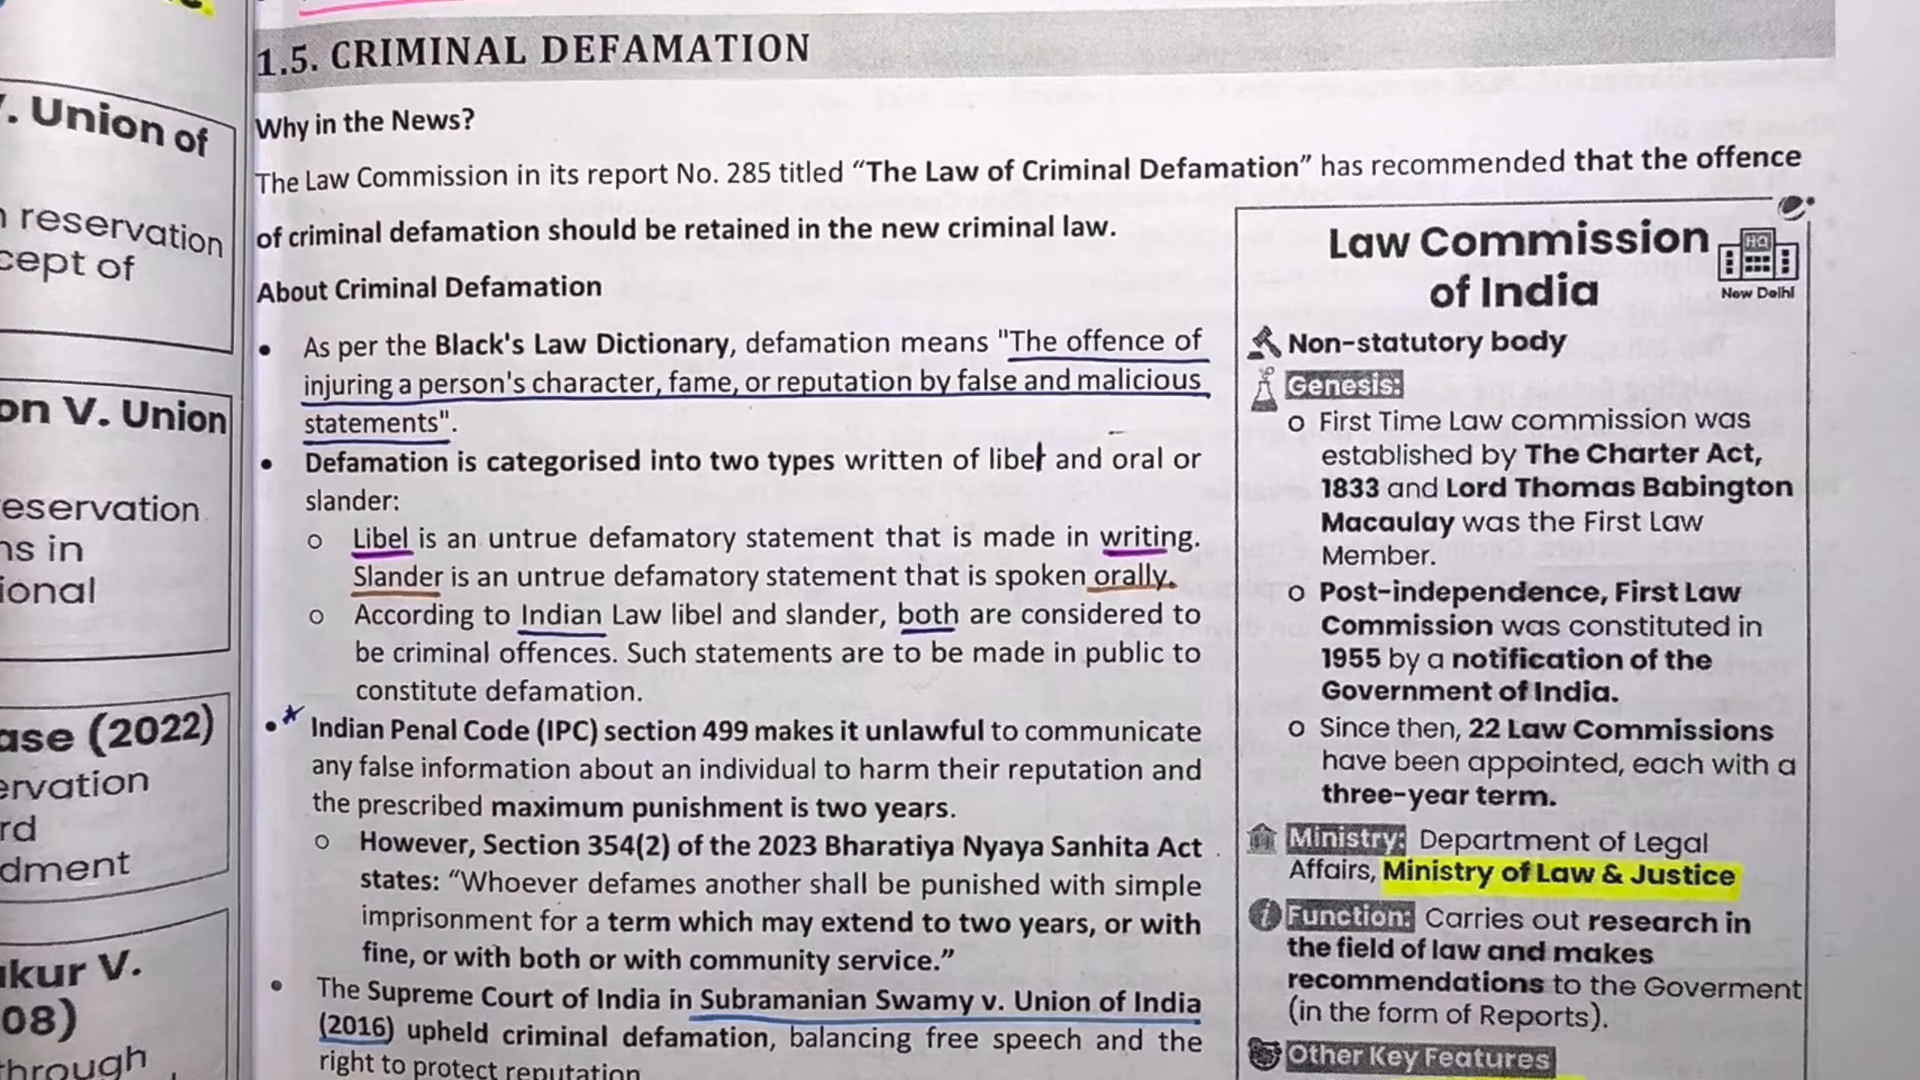 V. Union of
reservation
cept of
on V. Union
eservation
ns in
ional
ase (2022)
ervation
rd
dment
kur V.
08)
through
1.5. CRIMINAL DEFAMATION
Why in the News?
The Law Commission in its report No. 285 titled “The Law of Criminal Defamation” has recommended that the offence
of criminal defamation should be retained in the new criminal law.
About Criminal Defamation
• As per the Black's Law Dictionary, defamation means "The offence of
injuring a person's character, fame, or reputation by false and malicious
statements".
• Defamation is categorised into two types written of libel and oral or
slander:
o Libel is an untrue defamatory statement that is made in writing.
Slander is an untrue defamatory statement that is spoken orally.
o According to Indian Law libel and slander, both are considered to
be criminal offences. Such statements are to be made in public to
constitute defamation.
• Indian Penal Code (IPC) section 499 makes it unlawful to communicate
any false information about an individual to harm their reputation and
the prescribed maximum punishment is two years.
o However, Section 354(2) of the 2023 Bharatiya Nyaya Sanhita Act
states: “Whoever defames another shall be punished with simple
imprisonment for a term which may extend to two years, or with
fine, or with both or with community service.”
• The Supreme Court of India in Subramanian Swamy v. Union of India
(2016) upheld criminal defamation, balancing free speech and the
right to protect reputation
Law Commission
of India
HQ
New Delhi
Non-statutory body
Genesis:
o First Time Law commission was
established by The Charter Act,
1833 and Lord Thomas Babington
Macaulay was the First Law
Member.
o Post-independence, First Law
Commission was constituted in
1955 by a notification of the
Government of India.
o Since then, 22 Law Commissions
have been appointed, each with a
three-year term.
Ministry: Department of Legal
Affairs, Ministry of Law & Justice
Function: Carries out research in
the field of law and makes
recommendations to the Goverment
(in the form of Reports).
Other Key Features